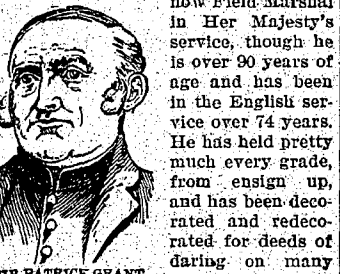 now Field Marshal
in Her Majesty's
service, though he
is over 90 years of
age and has been
in the English ser-
vice over 74 years.
He has held pretty
much every grade,
from ensign up,
and has been deco-
rated and redeco-
rated for deeds of
daring on many
SIR PATRICK GRANT